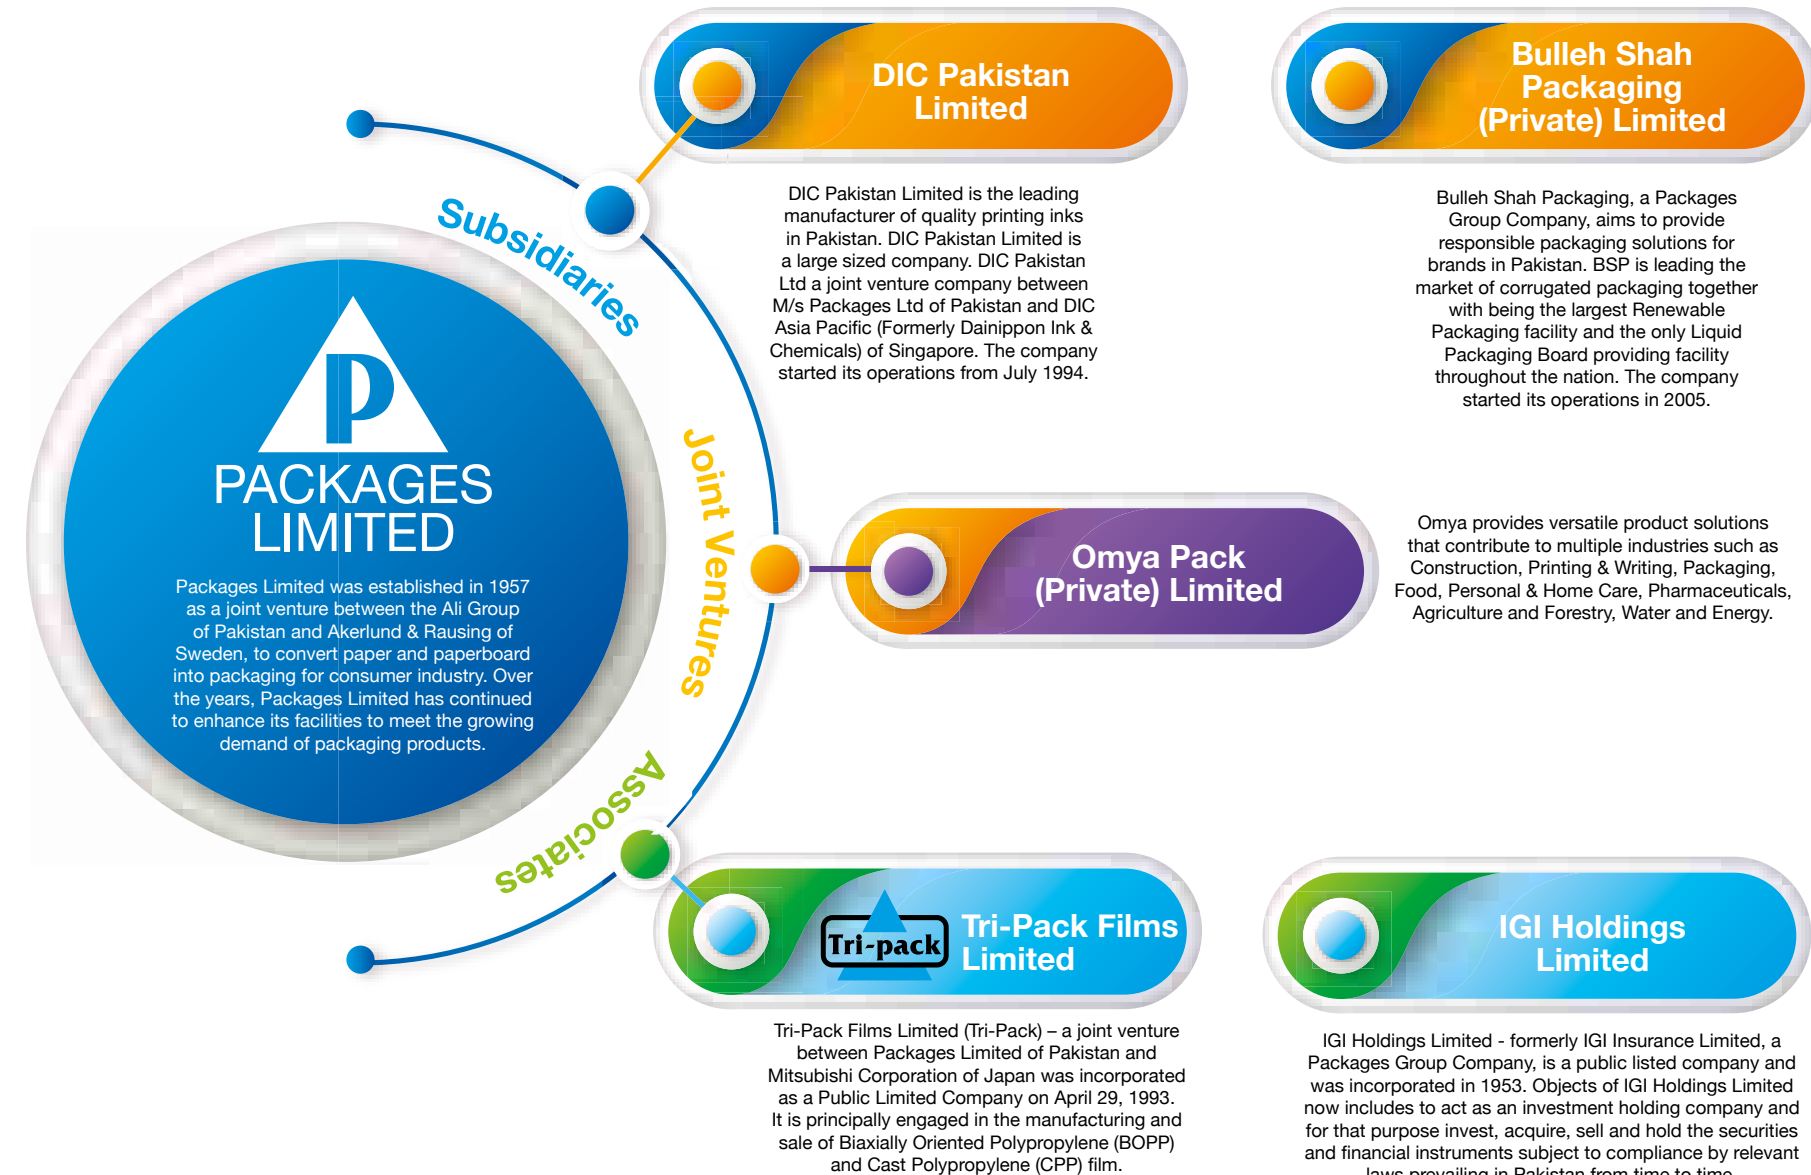 DIC Pakistan
Limited
Bulleh Shah
Packaging
(Private) Limited
DIC Pakistan Limited is the leading
manufacturer of quality printing inks
in Pakistan. DIC Pakistan Limited is
a large sized company. DIC Pakistan
Ltd a joint venture company between
M/s Packages Ltd of Pakistan and DIC
Asia Pacific (Formerly Dainippon Ink &
Chemicals) of Singapore. The company
started its operations from July 1994.
Bulleh Shah Packaging, a Packages
Group Company, aims to provide
responsible packaging solutions for
brands in Pakistan. BSP is leading the
market of corrugated packaging together
with being the largest Renewable
Packaging facility and the only Liquid
Packaging Board providing facility
throughout the nation. The company
started its operations in 2005.
Subsidiaries
P
PACKAGES
LIMITED
Packages Limited was established in 1957
as a joint venture between the Ali Group
of Pakistan and Akerlund & Rausing of
Sweden, to convert paper and paperboard
into packaging for consumer industry. Over
the years, Packages Limited has continued
to enhance its facilities to meet the growing
demand of packaging products.
Joint Ventures
Omya Pack
(Private) Limited
Omya provides versatile product solutions
that contribute to multiple industries such as
Construction, Printing & Writing, Packaging,
Food, Personal & Home Care, Pharmaceuticals,
Agriculture and Forestry, Water and Energy.
Associates
Tri-pack
Tri-Pack Films
Limited
IGI Holdings
Limited
Tri-Pack Films Limited (Tri-Pack) – a joint venture
between Packages Limited of Pakistan and
Mitsubishi Corporation of Japan was incorporated
as a Public Limited Company on April 29, 1993.
It is principally engaged in the manufacturing and
sale of Biaxially Oriented Polypropylene (BOPP)
and Cast Polypropylene (CPP) film.
IGI Holdings Limited - formerly IGI Insurance Limited, a
Packages Group Company, is a public listed company and
was incorporated in 1953. Objects of IGI Holdings Limited
now includes to act as an investment holding company and
for that purpose invest, acquire, sell and hold the securities
and financial instruments subject to compliance by relevant
laws prevailing in Pakistan from time to time